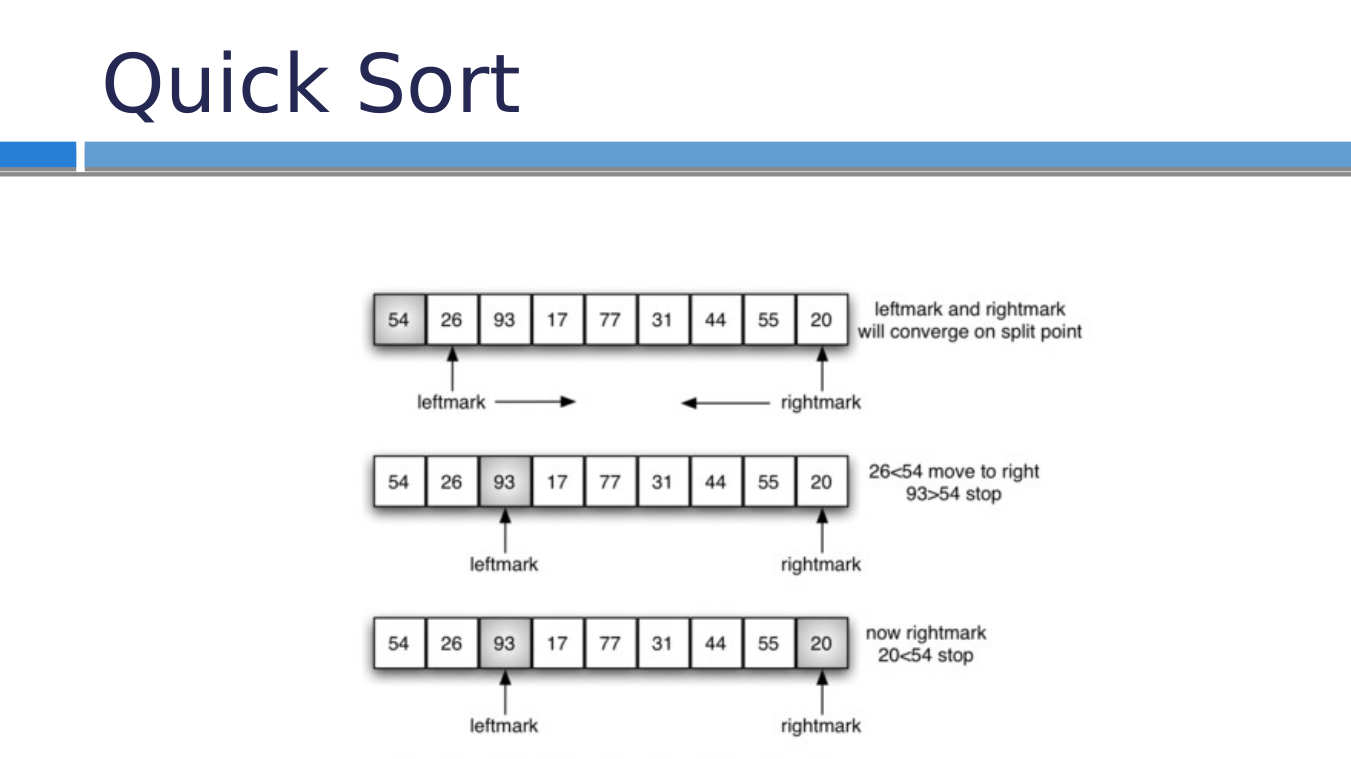 Quick Sort
54 26 93 17 77 31 44 55 20
leftmark and rightmark
will converge on split point
leftmark rightmark
54 26 93 17 77 31 44 55 20
26<54 move to right
93>54 stop
leftmark rightmark
54 26 93 17 77 31 44 55 20
now rightmark
20<54 stop
leftmark rightmark